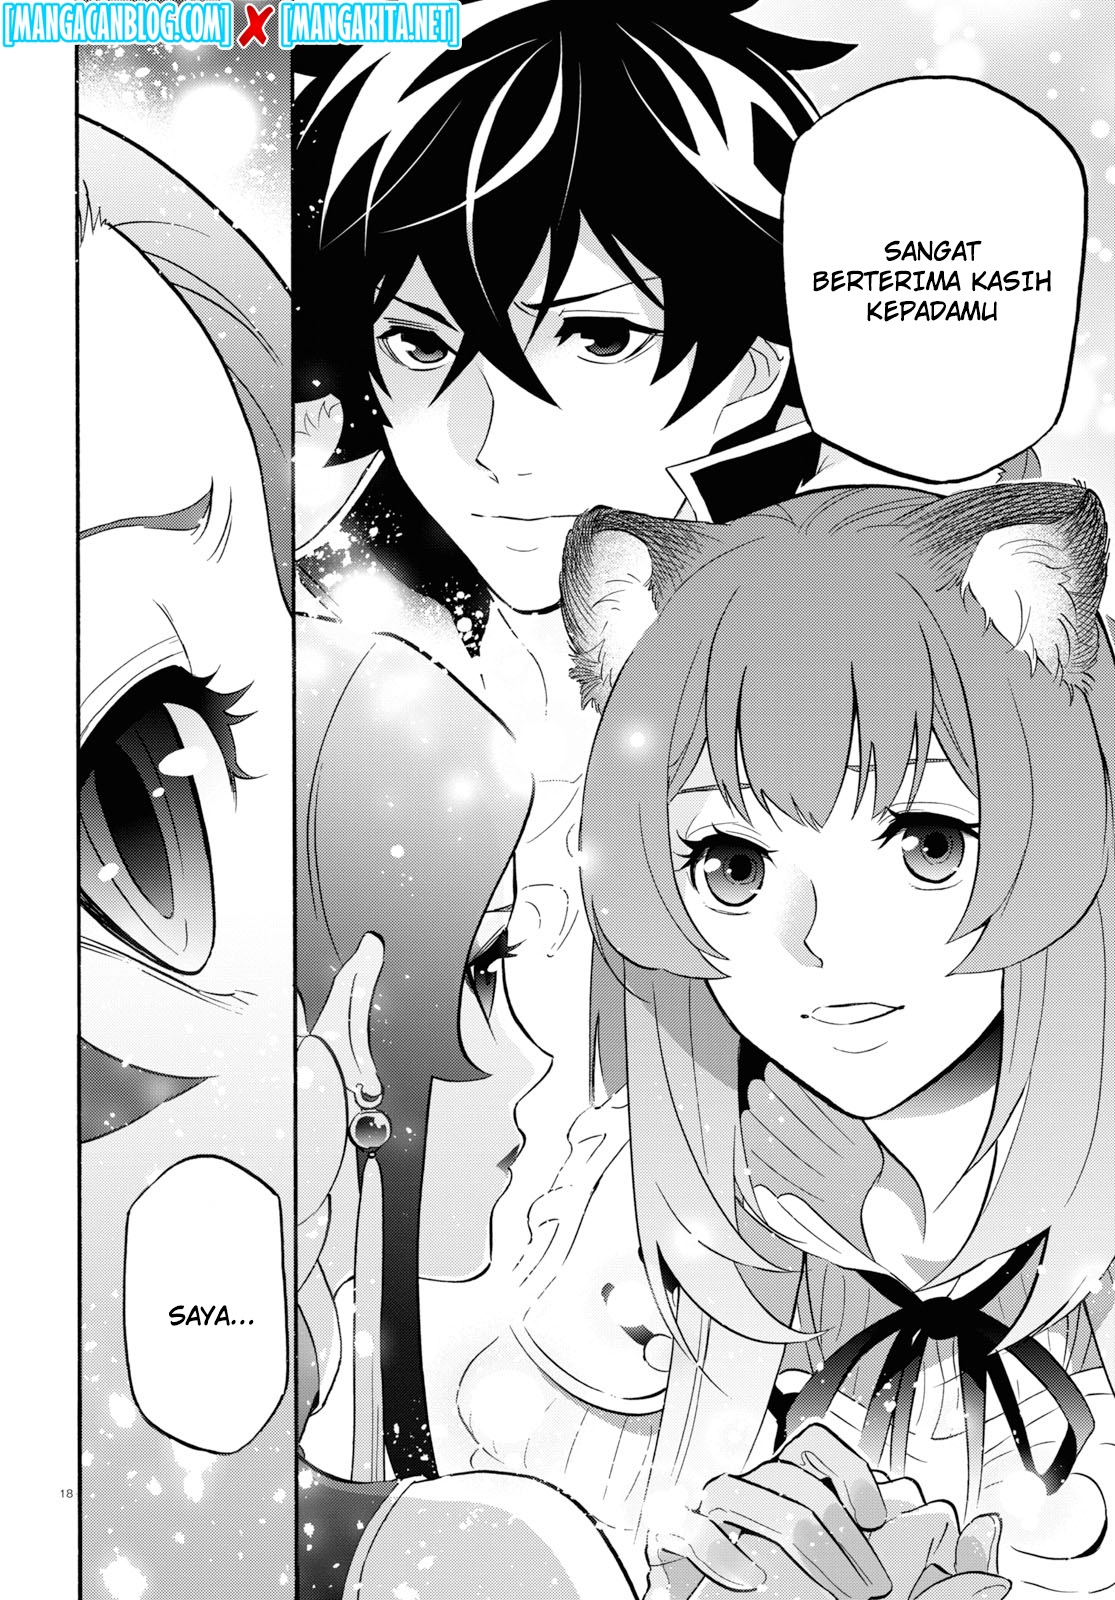 [MANGACANBLOG.COM] X [MANGAKITA.NET]
SANGAT
BERTERIMA KASIH
KEPADAMU
SAYA...
18